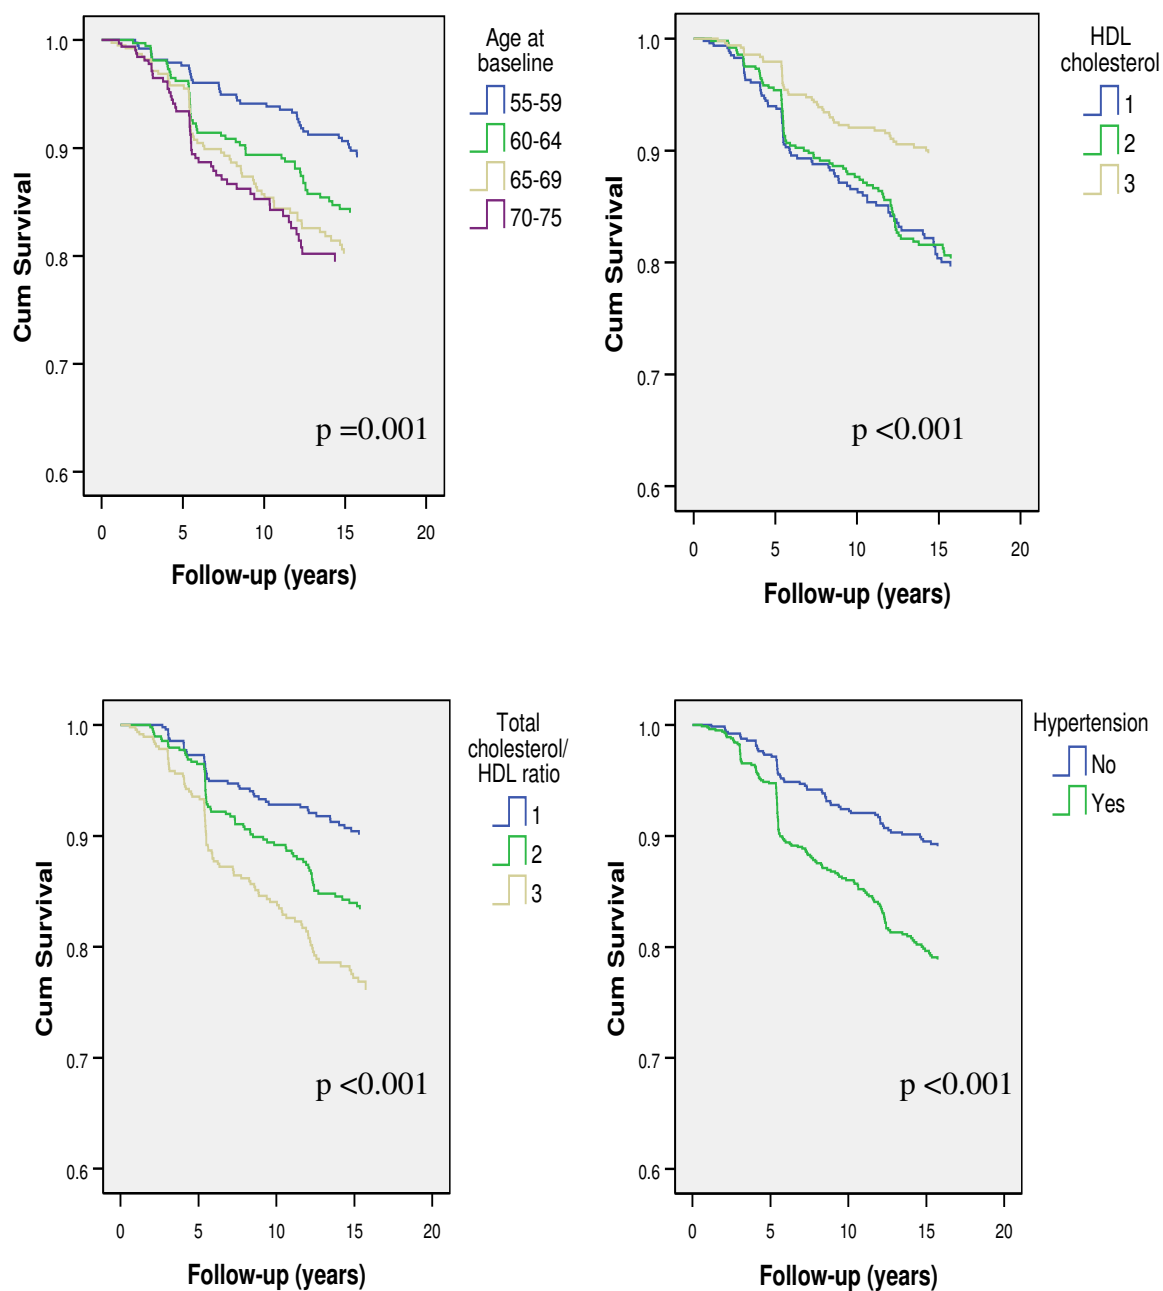 Age at
baseline
55-59
60-64
65-69
70-75
1.0
0.9
0.8
0.7
0.6
Cum Survival
p =0.001
0 5 10 15 20
Follow-up (years)
HDL
cholesterol
1
2
3
1.0
0.9
0.8
0.7
0.6
Cum Survival
p <0.001
0 5 10 15 20
Follow-up (years)
Total
cholesterol/
HDL ratio
1
2
3
1.0
0.9
0.8
0.7
0.6
Cum Survival
p <0.001
0 5 10 15 20
Follow-up (years)
Hypertension
No
Yes
1.0
0.9
0.8
0.7
0.6
Cum Survival
p <0.001
0 5 10 15 20
Follow-up (years)